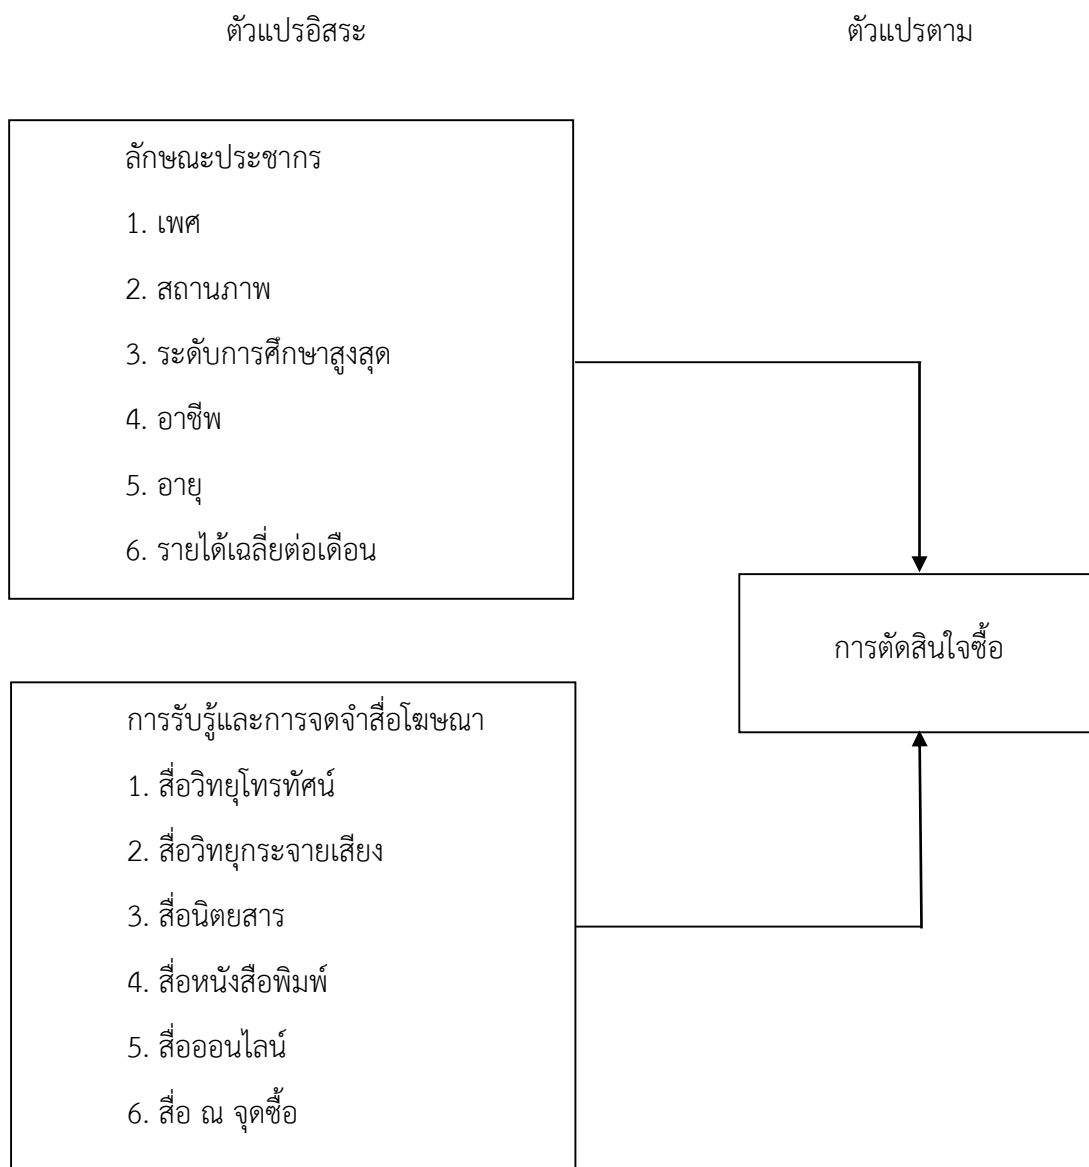 ตัวแปรอิสระ
ตัวแปรตาม
ลักษณะประชากร
1. เพศ
2. สถานภาพ
3. ระดับการศึกษาสูงสุด
4. อาชีพ
5. อายุ
6. รายได้เฉลี่ยต่อเดือน
การตัดสินใจซื้อ
การรับรู้และการจดจำสื่อโฆษณา
1. สื่อวิทยุโทรทัศน์
2. สื่อวิทยุกระจายเสียง
3. สื่อนิตยสาร
4. สื่อหนังสือพิมพ์
5. สื่อออนไลน์
6. สื่อ ณ จุดซื้อ